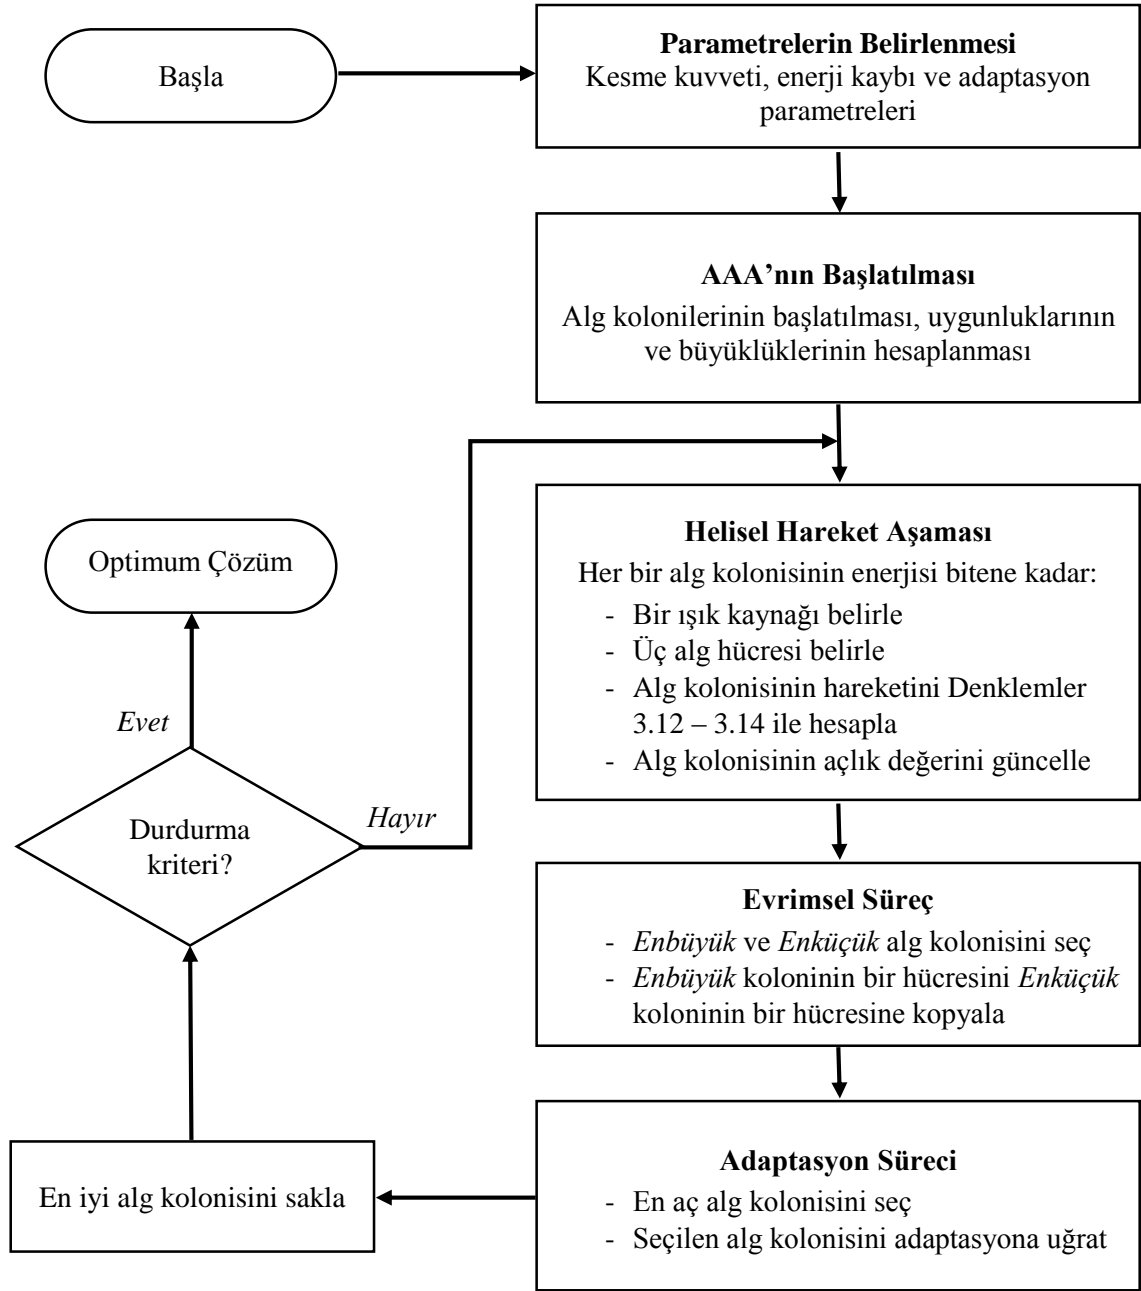 Başla
Parametrelerin Belirlenmesi
Kesme kuvveti, enerji kaybı ve adaptasyon
parametreleri
AAA’nın Başlatılması
Alg kolonilerinin başlatılması, uygunluklarının
ve büyüklüklerinin hesaplanması
Helisel Hareket Aşaması
Her bir alg kolonisinin enerjisi bitene kadar:
- Bir ışık kaynağı belirle
- Üç alg hücresi belirle
- Alg kolonisinin hareketini Denklemler
3.12 – 3.14 ile hesapla
- Alg kolonisinin açlık değerini güncelle
Evrimsel Süreç
- Enbüyük ve Enküçük alg kolonisini seç
- Enbüyük koloninin bir hücresini Enküçük
koloninin bir hücresine kopyala
Adaptasyon Süreci
- En aç alg kolonisini seç
- Seçilen alg kolonisini adaptasyona uğrat
En iyi alg kolonisini sakla
Durdurma
kriteri?
Hayır
Evet
Optimum Çözüm